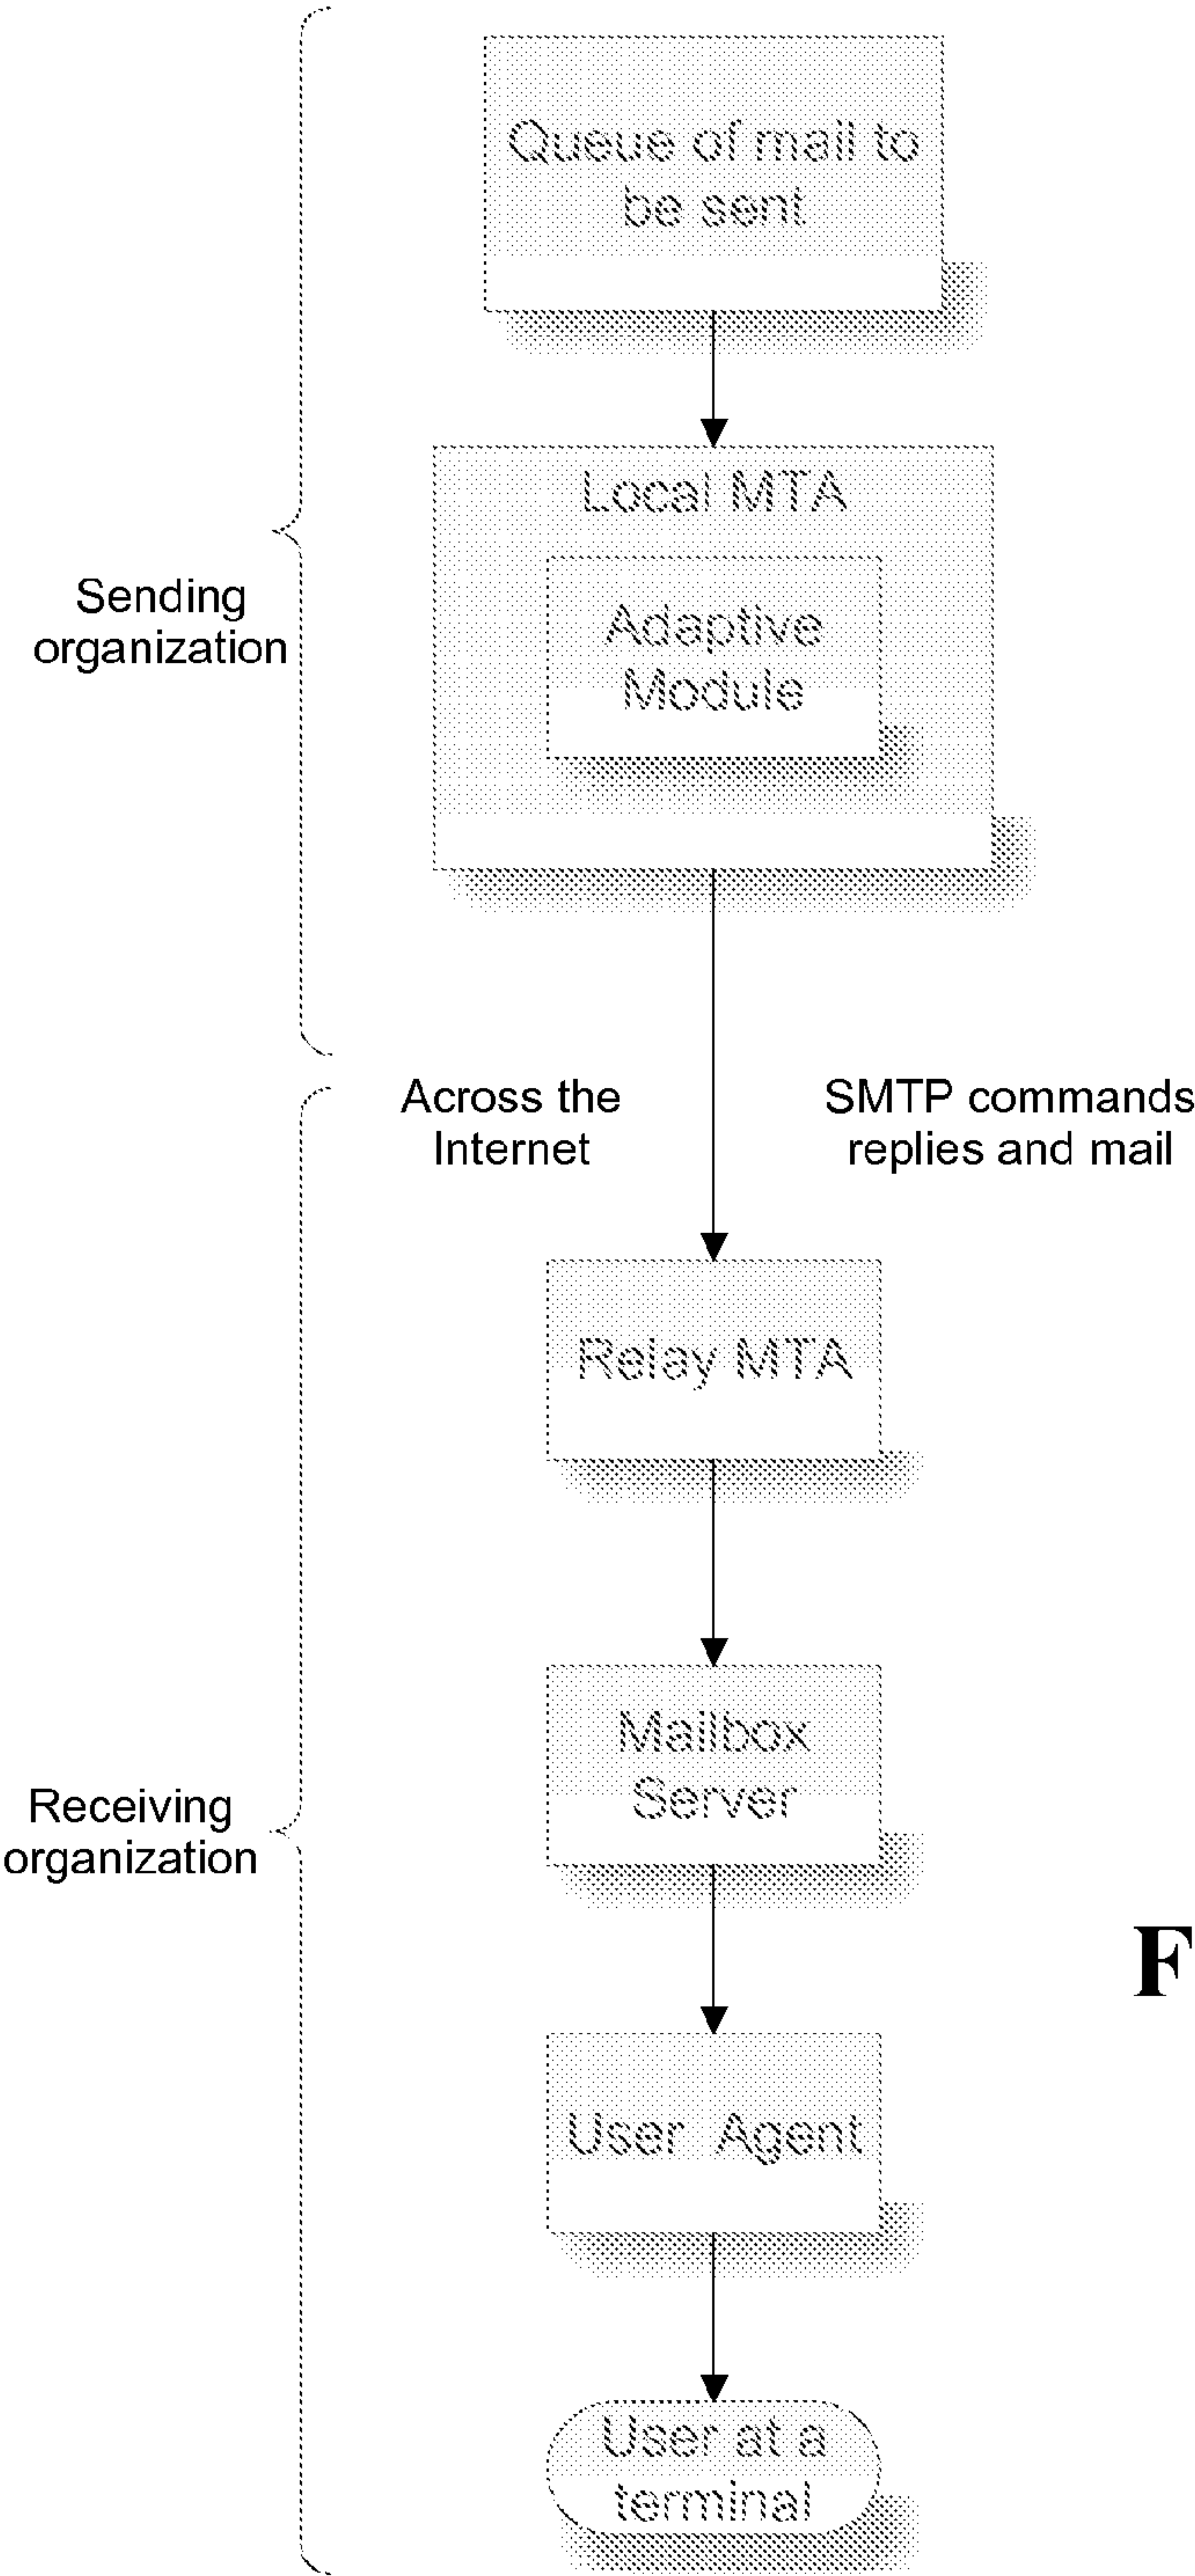 Queue of mail to
be sent
Local MTA
Adaptive
Module
Sending
organization
Across the
Internet
SMTP commands
replies and mail
Relay MTA
Mailbox
Server
Receiving
organization
F
User Agent
User at a
terminal